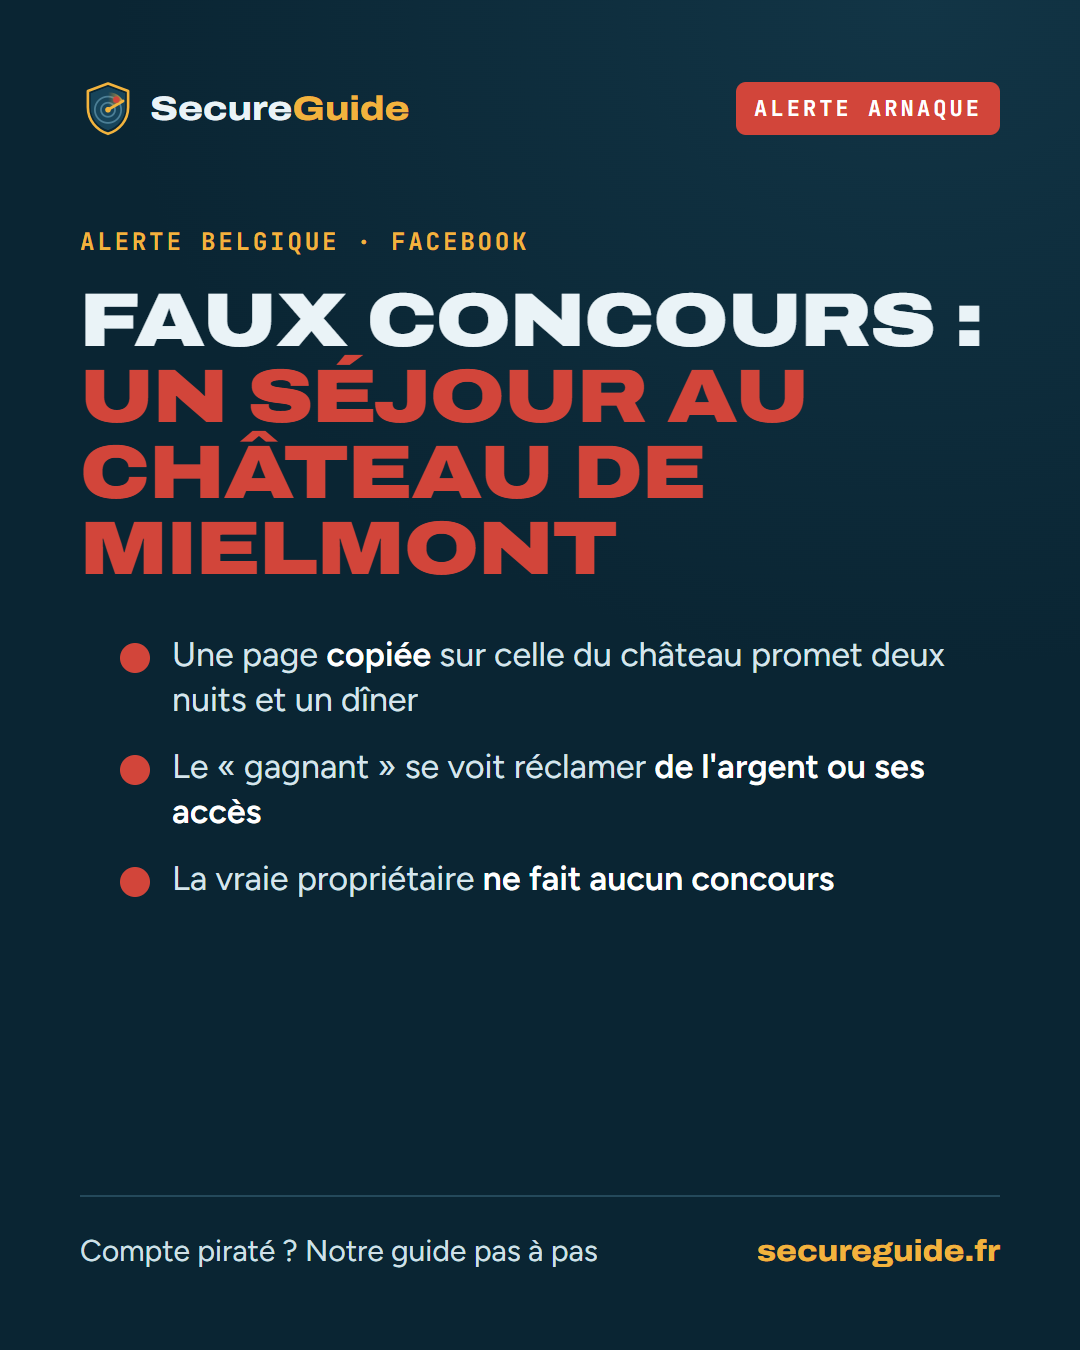 SecureGuide
ALERTE ARNAQUE
ALERTE BELGIQUE · FACEBOOK
FAUX CONCOURS :
UN SÉJOUR AU
CHÂTEAU DE
MIELMONT
Une page copiée sur celle du château promet deux
nuits et un dîner
Le « gagnant » se voit réclamer de l'argent ou ses
accès
La vraie propriétaire ne fait aucun concours
Compte piraté ? Notre guide pas à pas
secureguide.fr